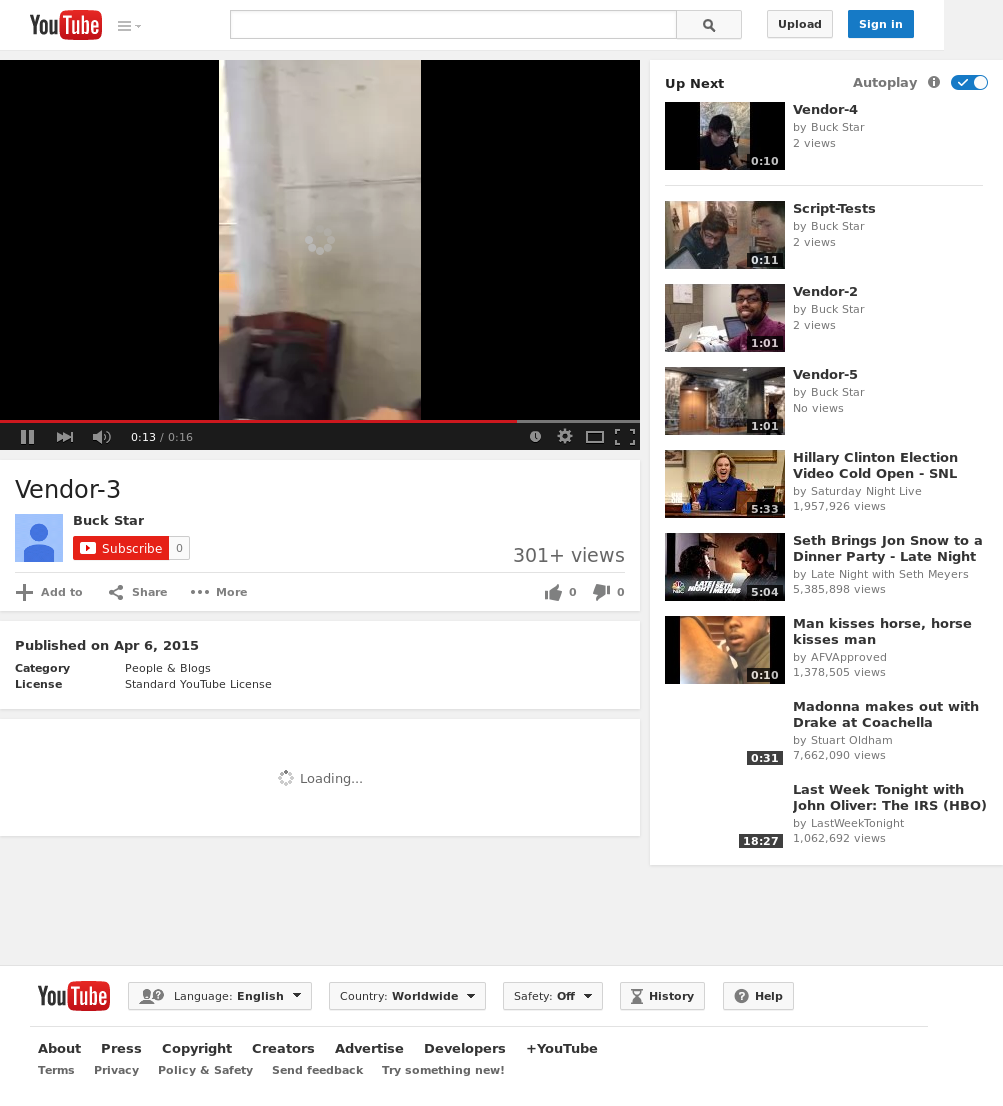 YouTube
Upload
Sign in
0:13 / 0:16
Vendor-3
Buck Star
Subscribe 0
301+ views
Add to Share More 0 0
Published on Apr 6, 2015
Category People & Blogs
License Standard YouTube License
Loading...
Up Next Autoplay
Vendor-4
by Buck Star
2 views
0:10
Script-Tests
by Buck Star
2 views
0:11
Vendor-2
by Buck Star
2 views
1:01
Vendor-5
by Buck Star
No views
1:01
Hillary Clinton Election
Video Cold Open - SNL
by Saturday Night Live
1,957,926 views
5:33
Seth Brings Jon Snow to a
Dinner Party - Late Night
by Late Night with Seth Meyers
5,385,898 views
LATE NIGHT
SETH MEYERS
NBC
5:04
Man kisses horse, horse
kisses man
by AFVApproved
1,378,505 views
0:10
Madonna makes out with
Drake at Coachella
by Stuart Oldham
7,662,090 views
0:31
Last Week Tonight with
John Oliver: The IRS (HBO)
by LastWeekTonight
1,062,692 views
18:27
YouTube
Language: English
Country: Worldwide
Safety: Off
History
Help
About Press Copyright Creators Advertise Developers +YouTube
Terms Privacy Policy & Safety Send feedback Try something new!